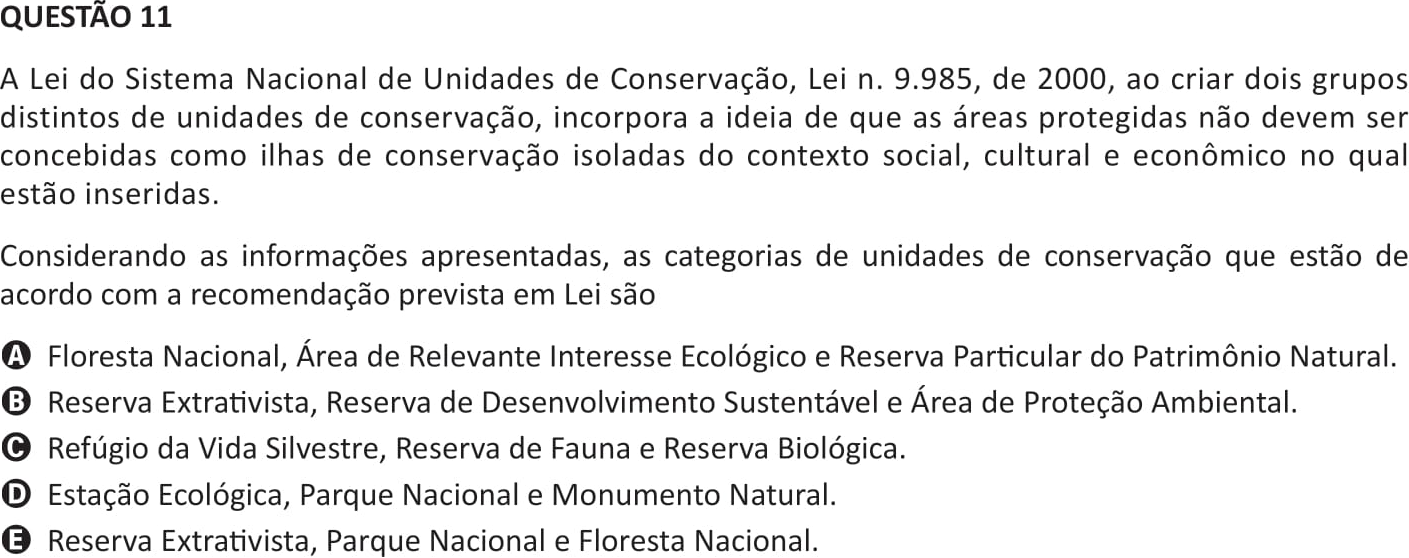 QUESTÃO 11
A Lei do Sistema Nacional de Unidades de Conservação, Lei n. 9.985, de 2000, ao criar dois grupos
distintos de unidades de conservação, incorpora a ideia de que as áreas protegidas não devem ser
concebidas como ilhas de conservação isoladas do contexto social, cultural e econômico no qual
estão inseridas.
Considerando as informações apresentadas, as categorias de unidades de conservação que estão de
acordo com a recomendação prevista em Lei são
A Floresta Nacional, Área de Relevante Interesse Ecológico e Reserva Particular do Patrimônio Natural.
B Reserva Extrativista, Reserva de Desenvolvimento Sustentável e Área de Proteção Ambiental.
C Refúgio da Vida Silvestre, Reserva de Fauna e Reserva Biológica.
D Estação Ecológica, Parque Nacional e Monumento Natural.
E Reserva Extrativista, Parque Nacional e Floresta Nacional.